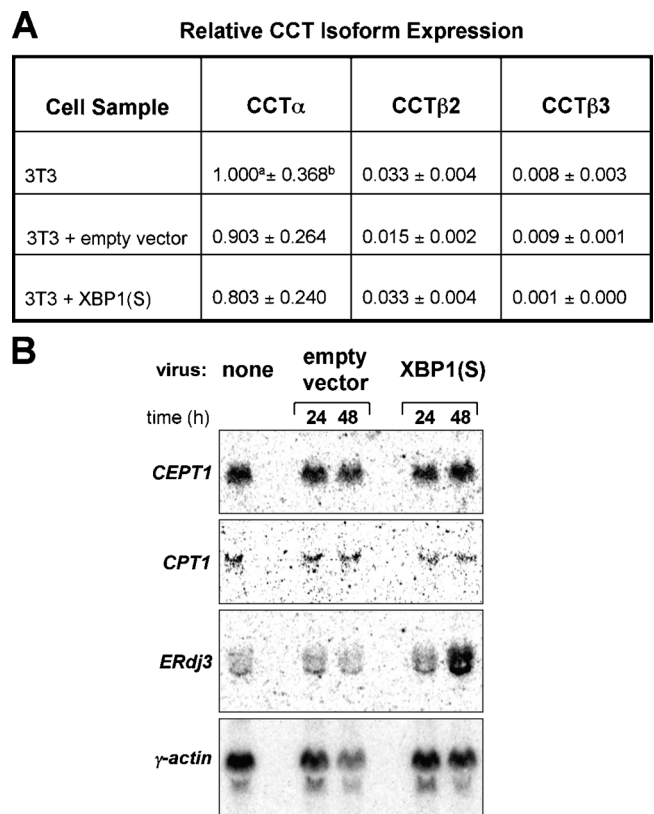 A
Relative CCT Isoform Expression
Cell Sample CCTα CCTβ2 CCTβ3
3T3 1.000ᵃ± 0.368ᵇ 0.033 ± 0.004 0.008 ± 0.003
3T3 + empty vector 0.903 ± 0.264 0.015 ± 0.002 0.009 ± 0.001
3T3 + XBP1(S) 0.803 ± 0.240 0.033 ± 0.004 0.001 ± 0.000
B
virus: none empty vector XBP1(S)
time (h) 24 48 24 48
CEPT1
CPT1
ERdj3
γ-actin